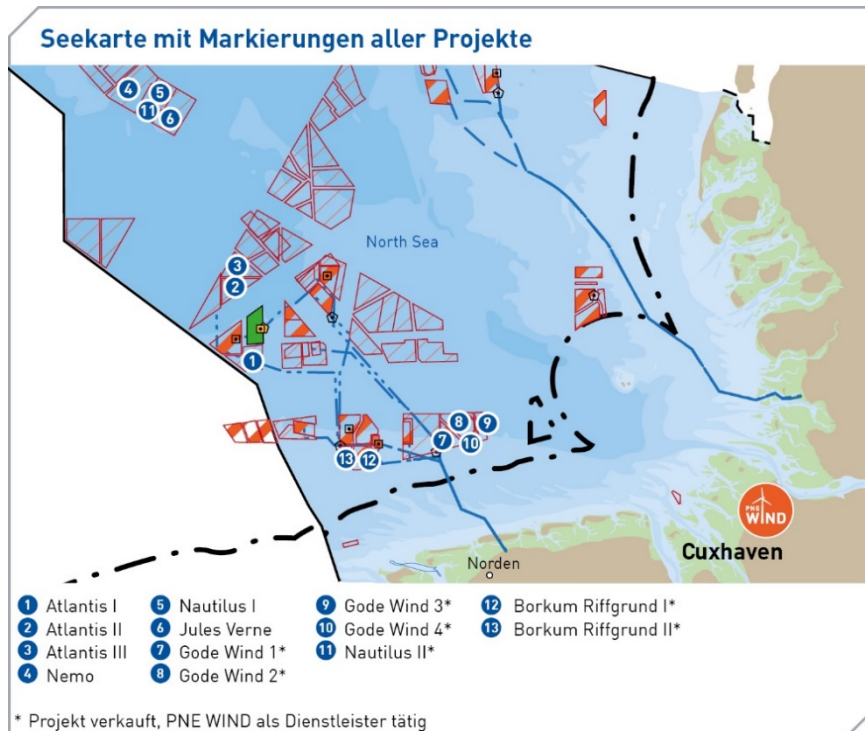 Seekarte mit Markierungen aller Projekte
4
5
11
6
North Sea
3
2
1
8
9
7
10
13
12
PNE
WIND
Cuxhaven
Norden
1 Atlantis I
2 Atlantis II
3 Atlantis III
4 Nemo
5 Nautilus I
6 Jules Verne
7 Gode Wind 1*
8 Gode Wind 2*
9 Gode Wind 3*
10 Gode Wind 4*
11 Nautilus II*
12 Borkum Riffgrund I*
13 Borkum Riffgrund II*
* Projekt verkauft, PNE WIND als Dienstleister tätig